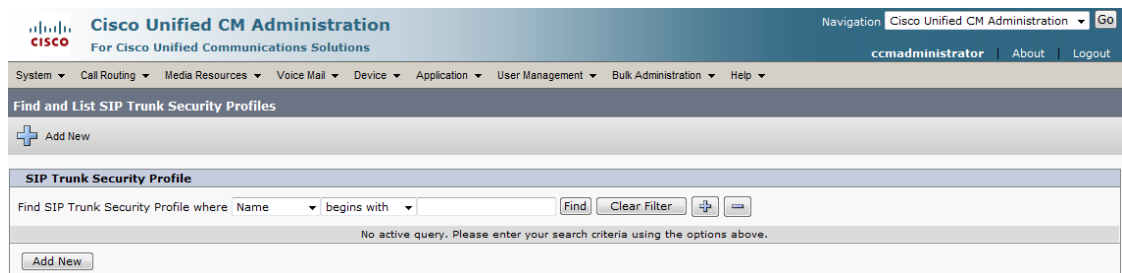 Cisco Unified CM Administration
Navigation Cisco Unified CM Administration Go
CISCO
For Cisco Unified Communications Solutions
ccmadministrator | About | Logout
System Call Routing Media Resources Voice Mail Device Application User Management Bulk Administration Help
Find and List SIP Trunk Security Profiles
Add New
SIP Trunk Security Profile
Find SIP Trunk Security Profile where Name begins with Find Clear Filter
No active query. Please enter your search criteria using the options above.
Add New